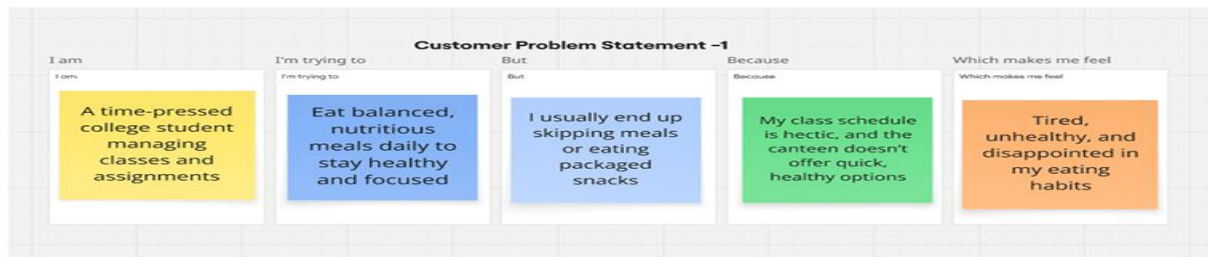 Customer Problem Statement -1
I am
I'm trying to
But
Because
Which makes me feel
I am
I'm trying to
But
Because
Which makes me feel
A time-pressed
college student
managing
classes and
assignments
Eat balanced,
nutritious
meals daily to
stay healthy
and focused
I usually end up
skipping meals
or eating
packaged
snacks
My class schedule
is hectic, and the
canteen doesn't
offer quick,
healthy options
Tired,
unhealthy, and
disappointed in
my eating
habits